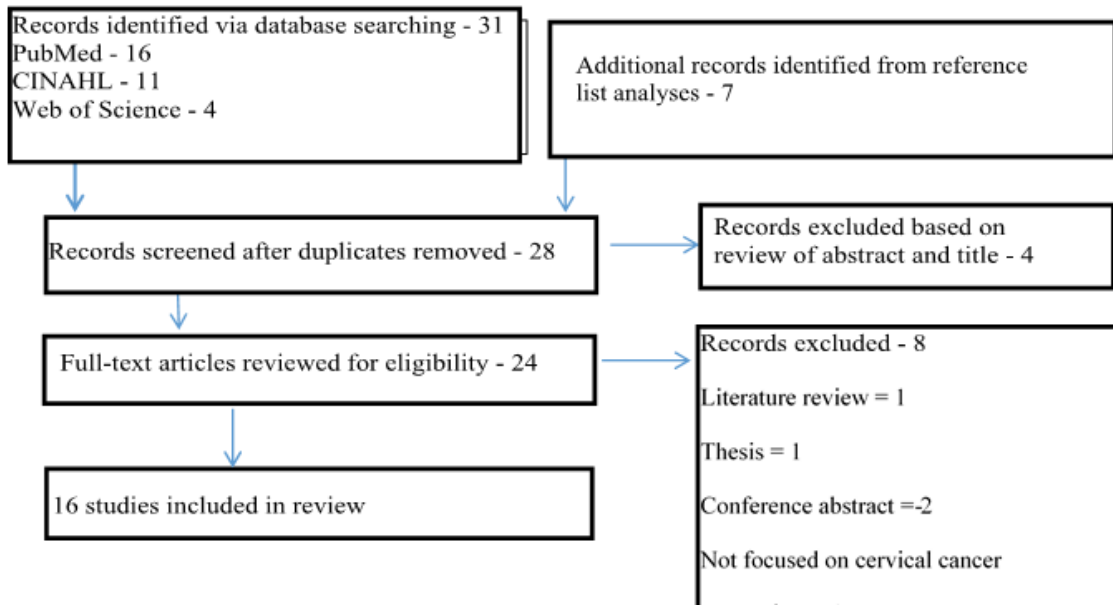 Records identified via database searching - 31
PubMed - 16
CINAHL - 11
Web of Science - 4
Additional records identified from reference
list analyses - 7
Records screened after duplicates removed - 28
Records excluded based on
review of abstract and title - 4
Full-text articles reviewed for eligibility - 24
Records excluded - 8
Literature review = 1
Thesis = 1
Conference abstract =-2
Not focused on cervical cancer
16 studies included in review